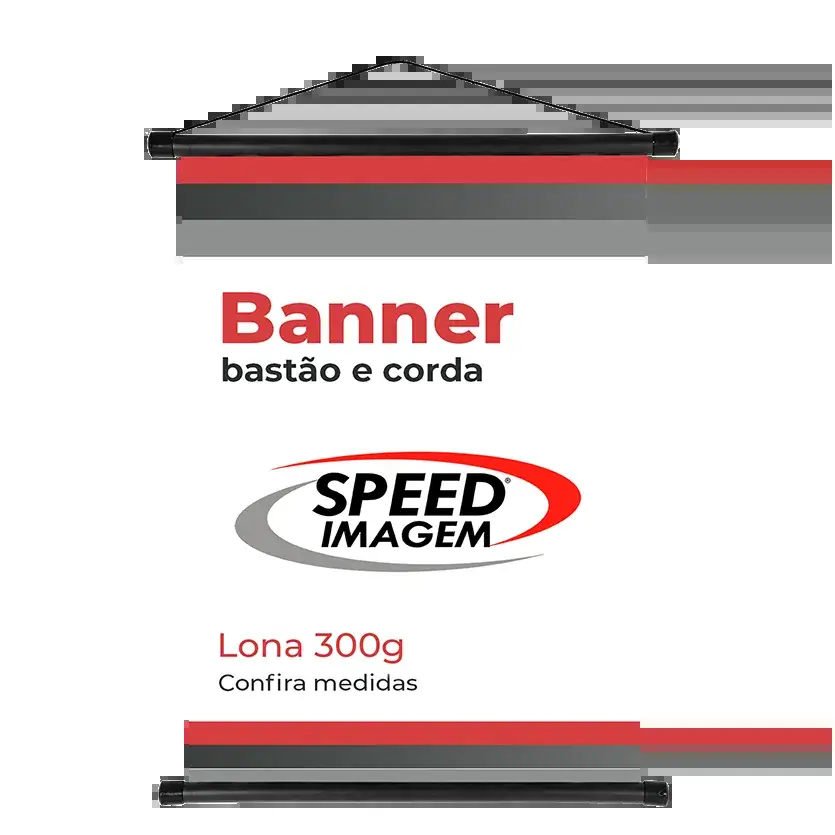 Banner
bastão e corda
SPEED®
IMAGEM
Lona 300g
Confira medidas